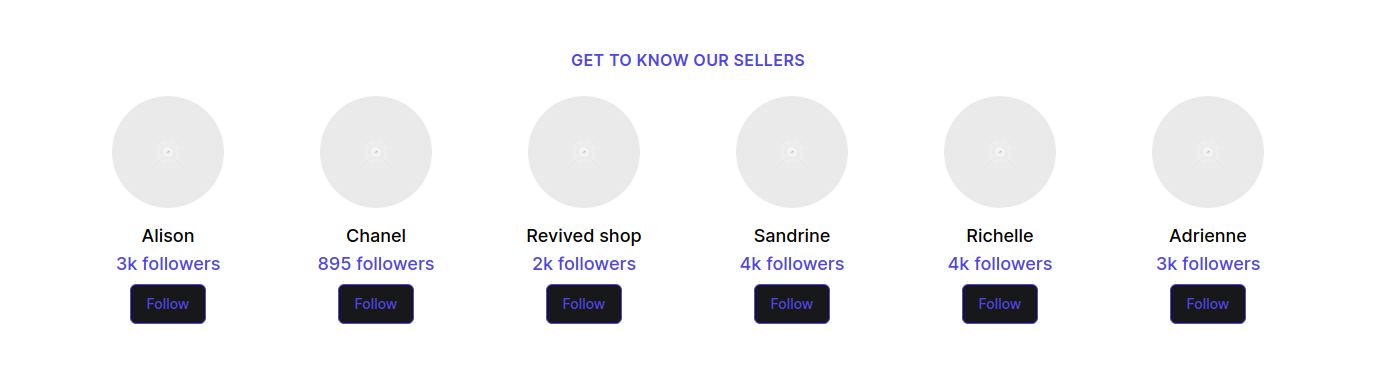 GET TO KNOW OUR SELLERS
Alison
Chanel
Revived shop
Sandrine
Richelle
Adrienne
3k followers
895 followers
2k followers
4k followers
4k followers
3k followers
Follow
Follow
Follow
Follow
Follow
Follow